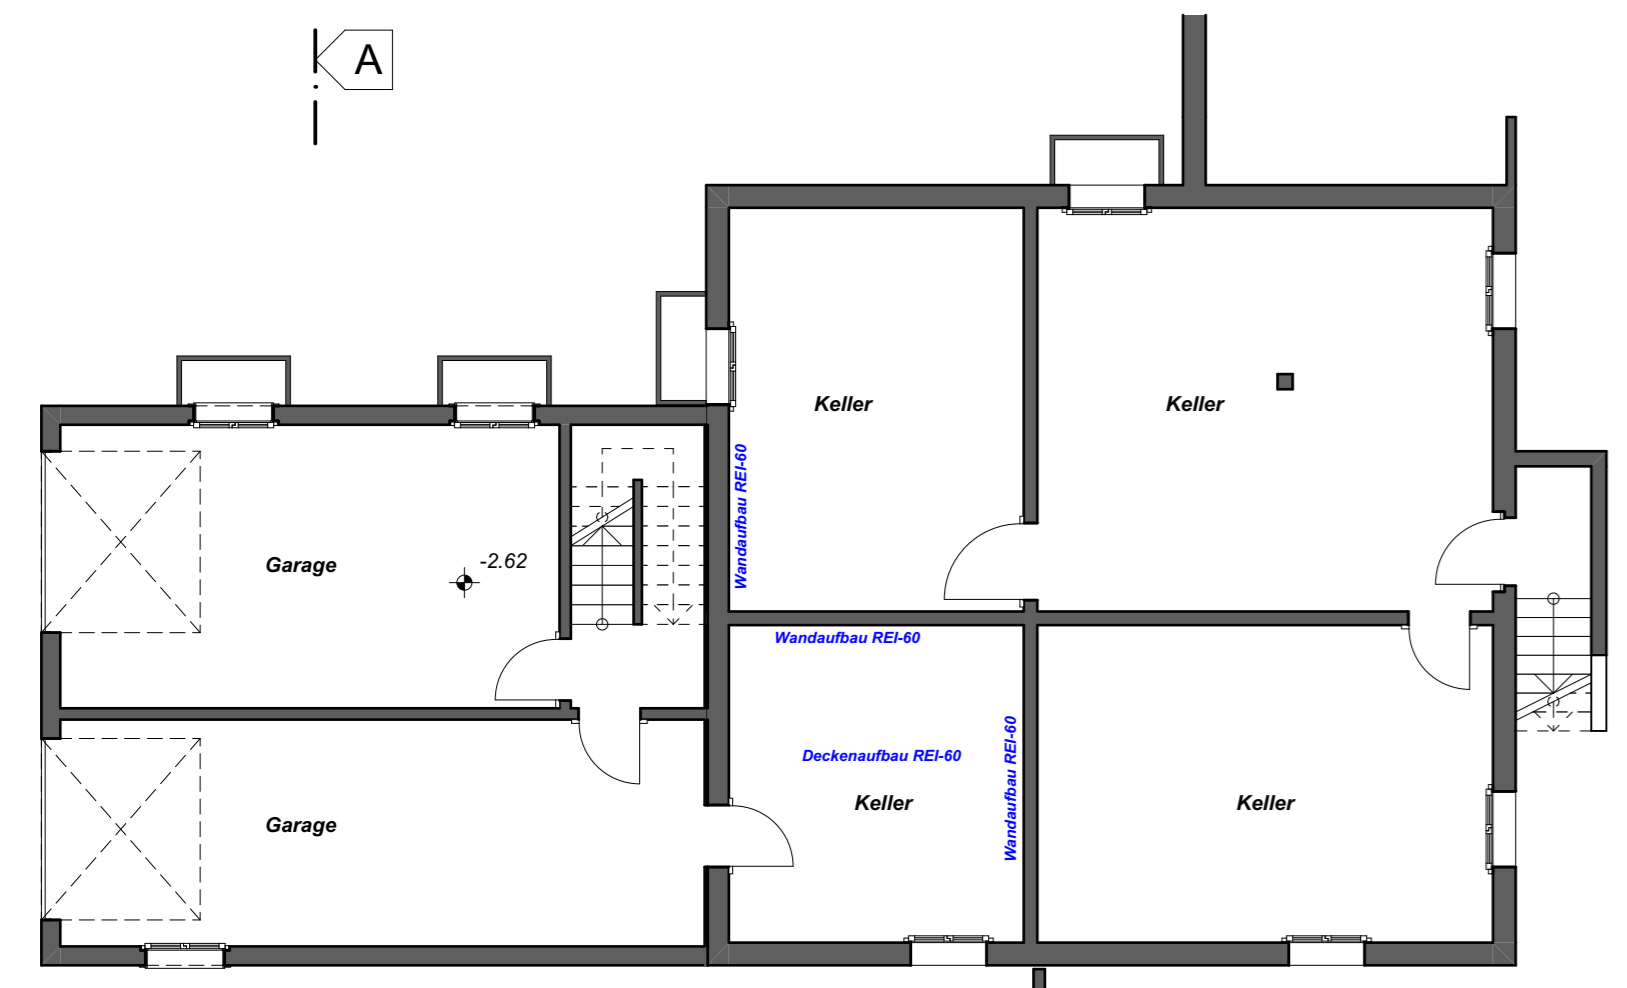 A
Keller
Keller
Wandaufbau REI-60
Garage
-2.62
Wandaufbau REI-60
Deckenaufbau REI-60
Wandaufbau REI-60
Keller
Keller
Garage